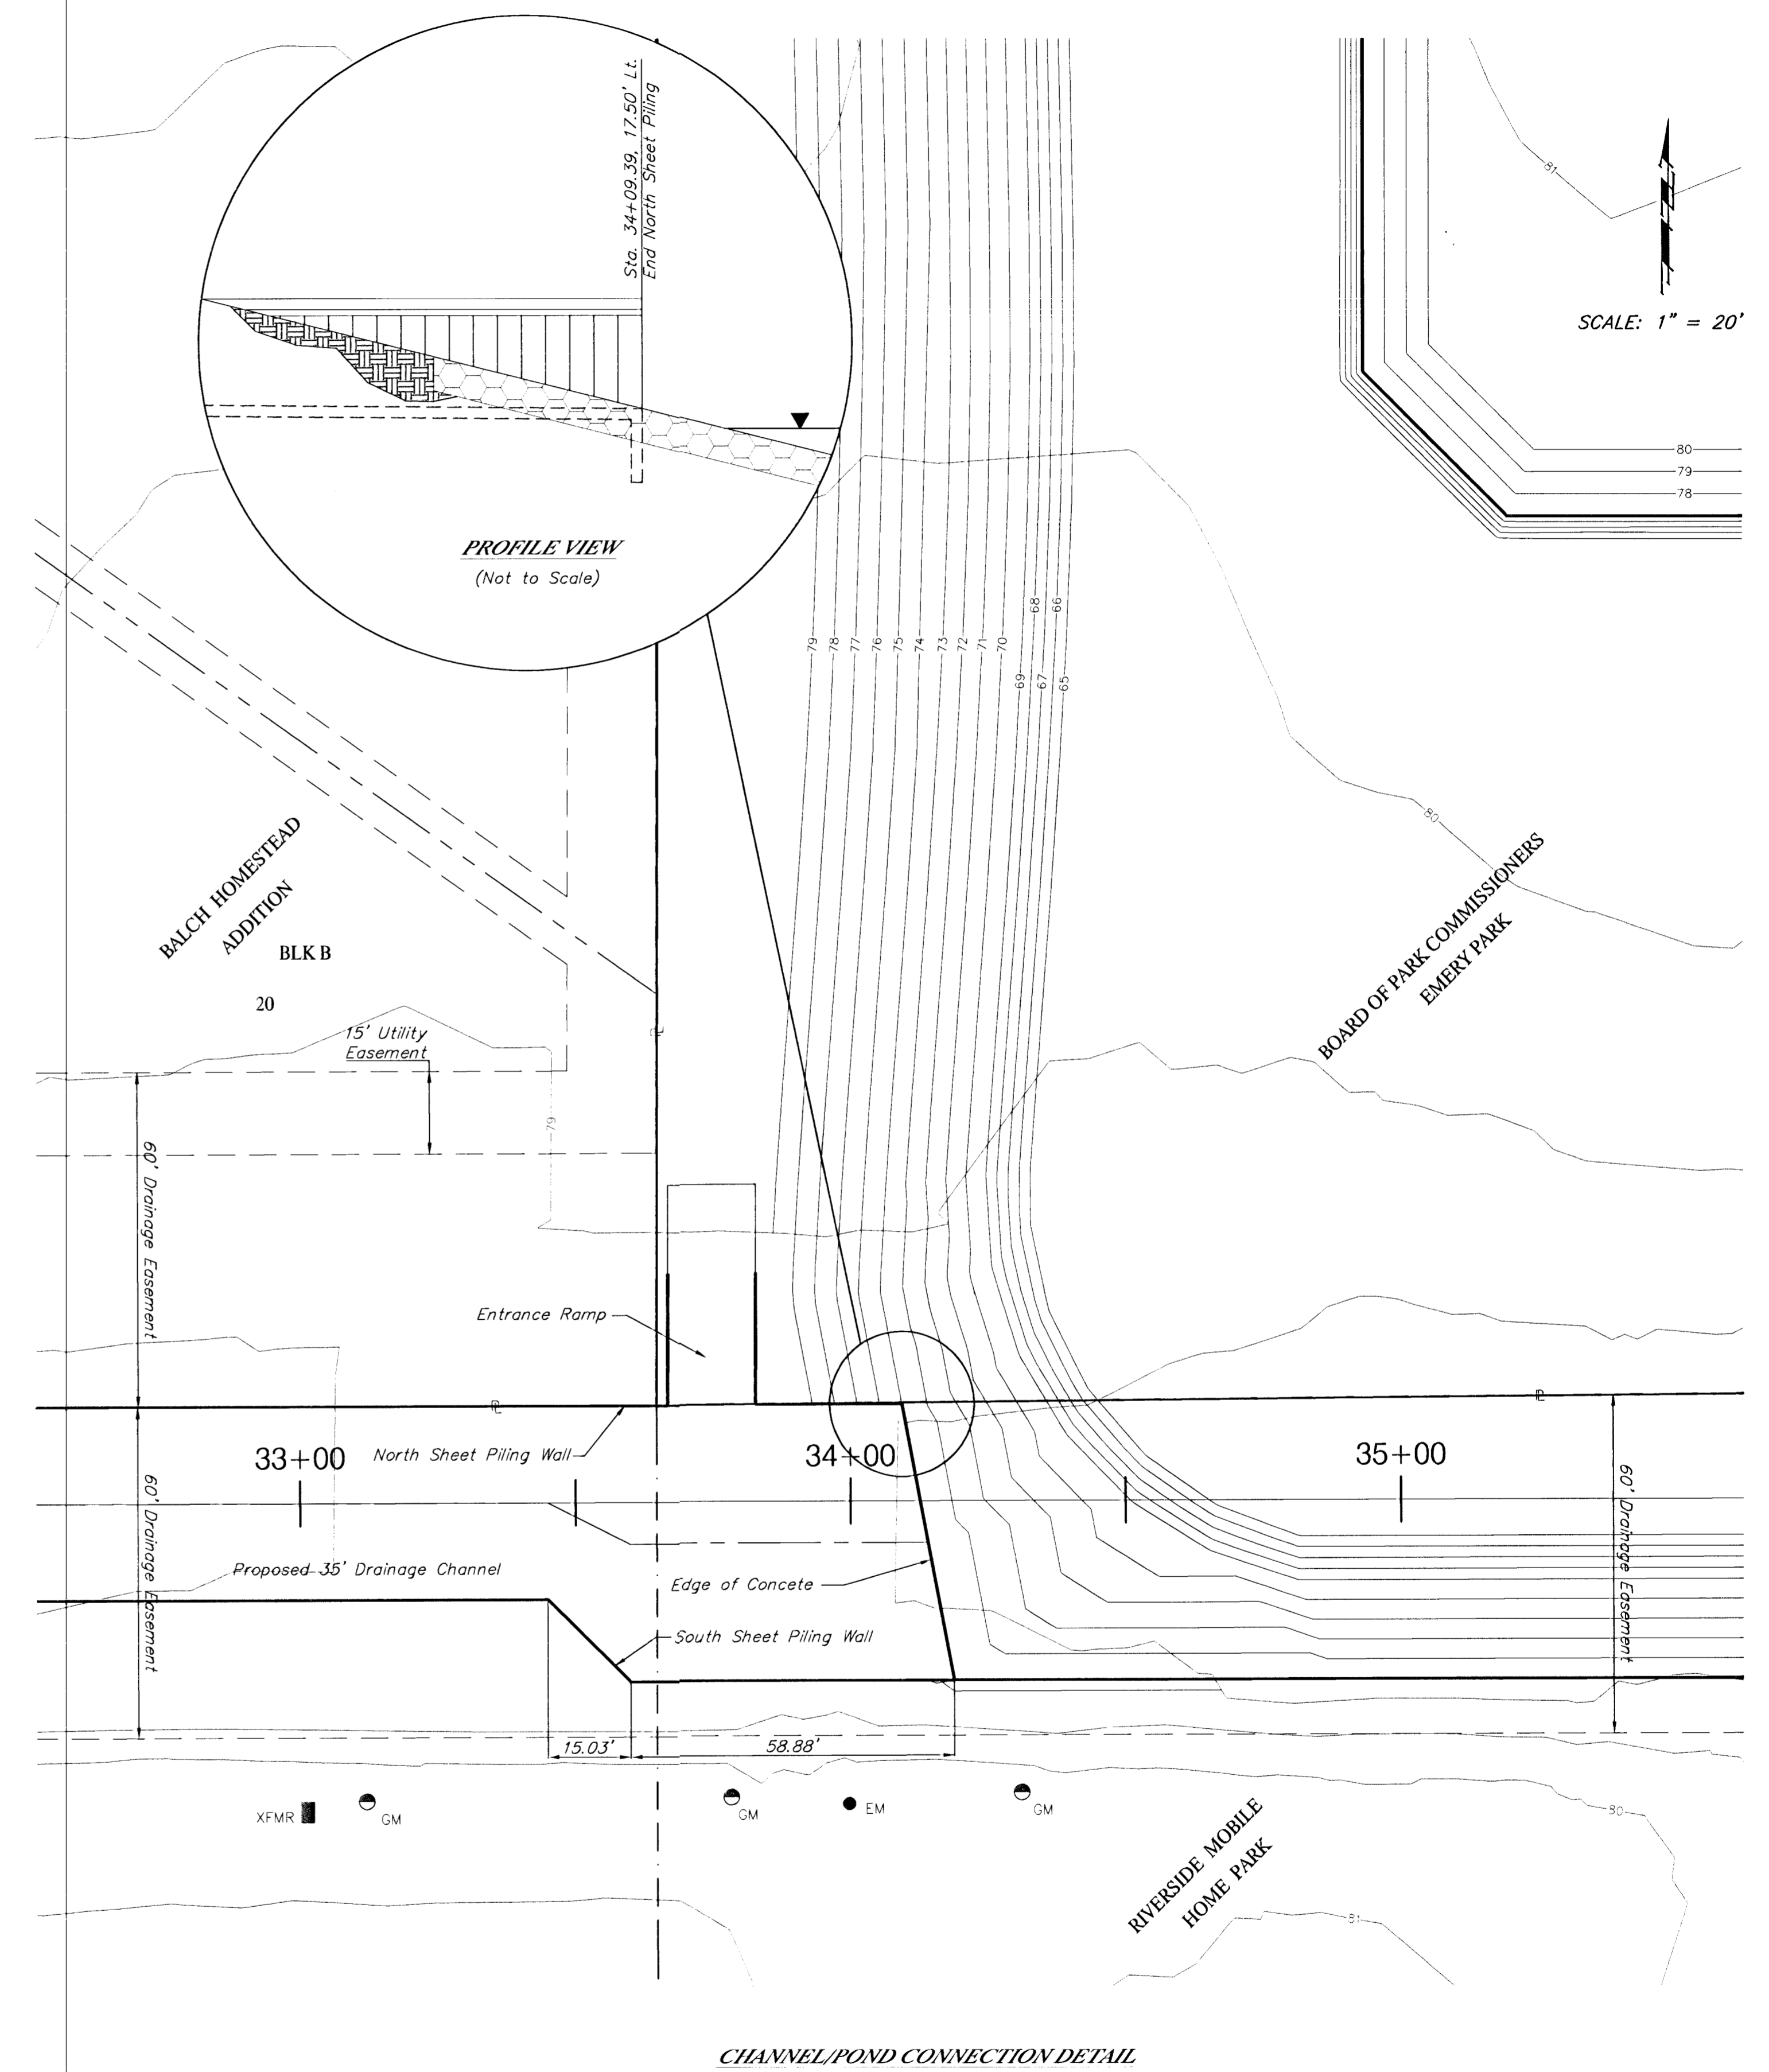 Sta. 34+09.39, 17.50' Lt.
End North Sheet Piling
PROFILE VIEW
(Not to Scale)
81
SCALE: 1" = 20'
80
79
78
79
78
77
76
75
74
73
72
71
70
69
68
67
66
65
80
BALCH HOMESTEAD
ADDITION
BLK B
20
BOARD OF PARK COMMISSIONERS
EMERY PARK
15' Utility
Easement
79
60' Drainage Easement
Entrance Ramp
PL
PL
PL
North Sheet Piling Wall
33+00
34+00
35+00
60' Drainage Easement
60' Drainage Easement
Proposed 35' Drainage Channel
Edge of Concete
South Sheet Piling Wall
15.03'
58.88'
XFMR
GM
GM
EM
GM
80
RIVERSIDE MOBILE
HOME PARK
81
CHANNEL/POND CONNECTION DETAIL